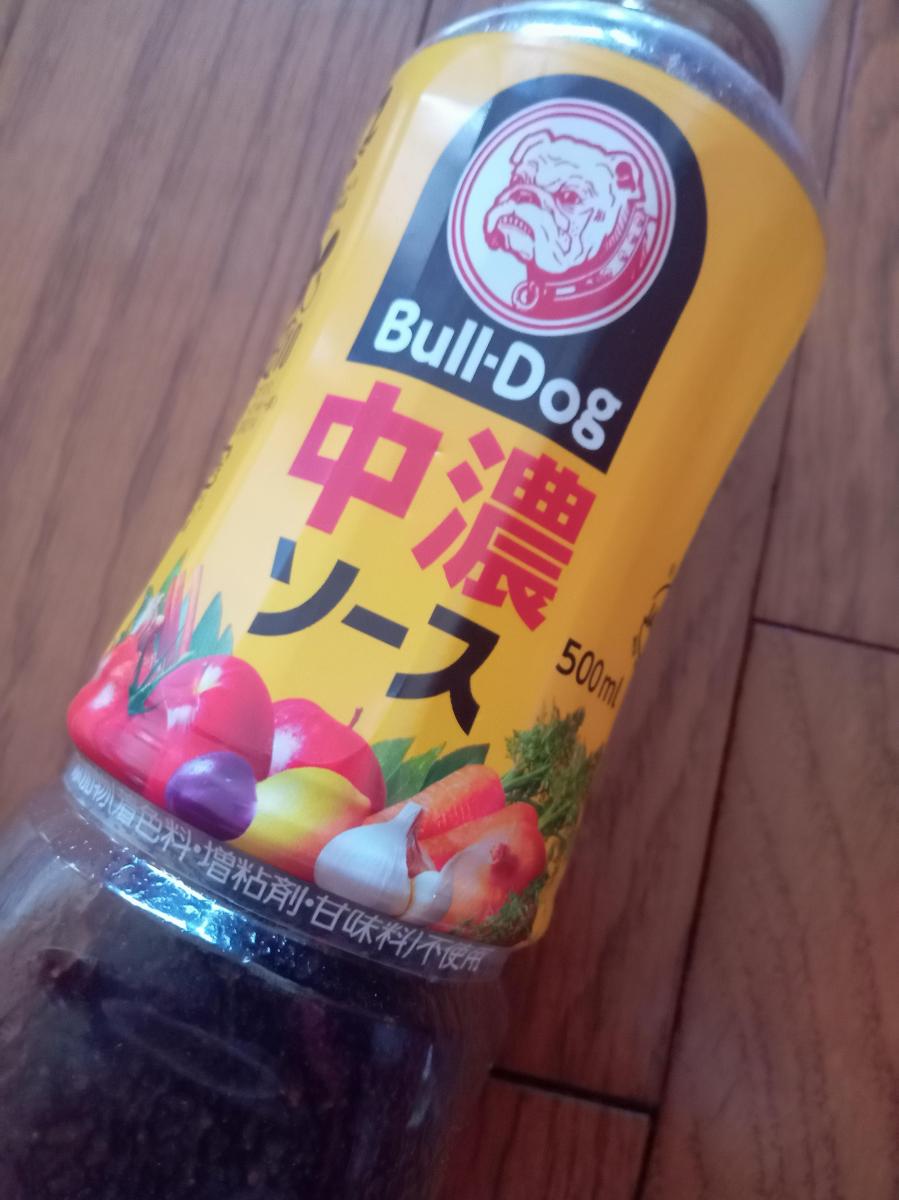 Bull-Dog
中濃
ソース
500ml
着色料・増粘剤・甘味料不使用